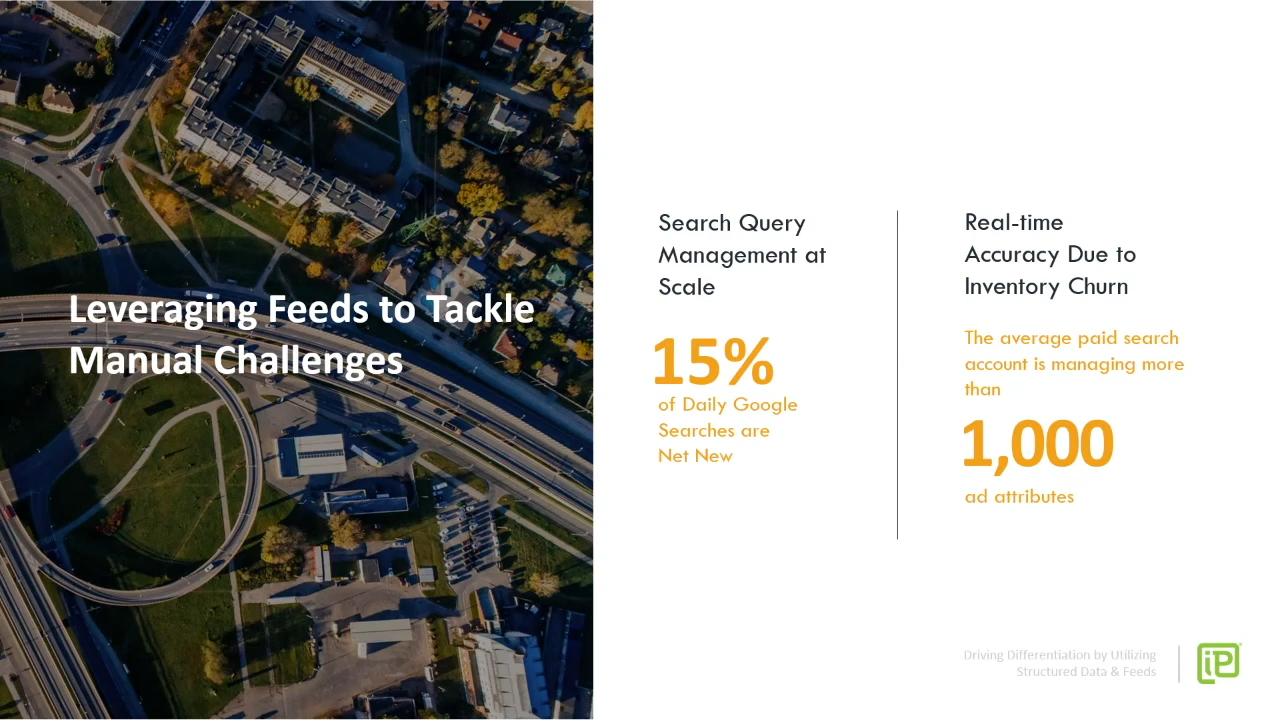 Leveraging Feeds to Tackle
Manual Challenges
Search Query
Management at
Scale
15%
of Daily Google
Searches are
Net New
Real-time
Accuracy Due to
Inventory Churn
The average paid search
account is managing more
than
1,000
ad attributes
Driving Differentiation by Utilizing
Structured Data & Feeds
iP